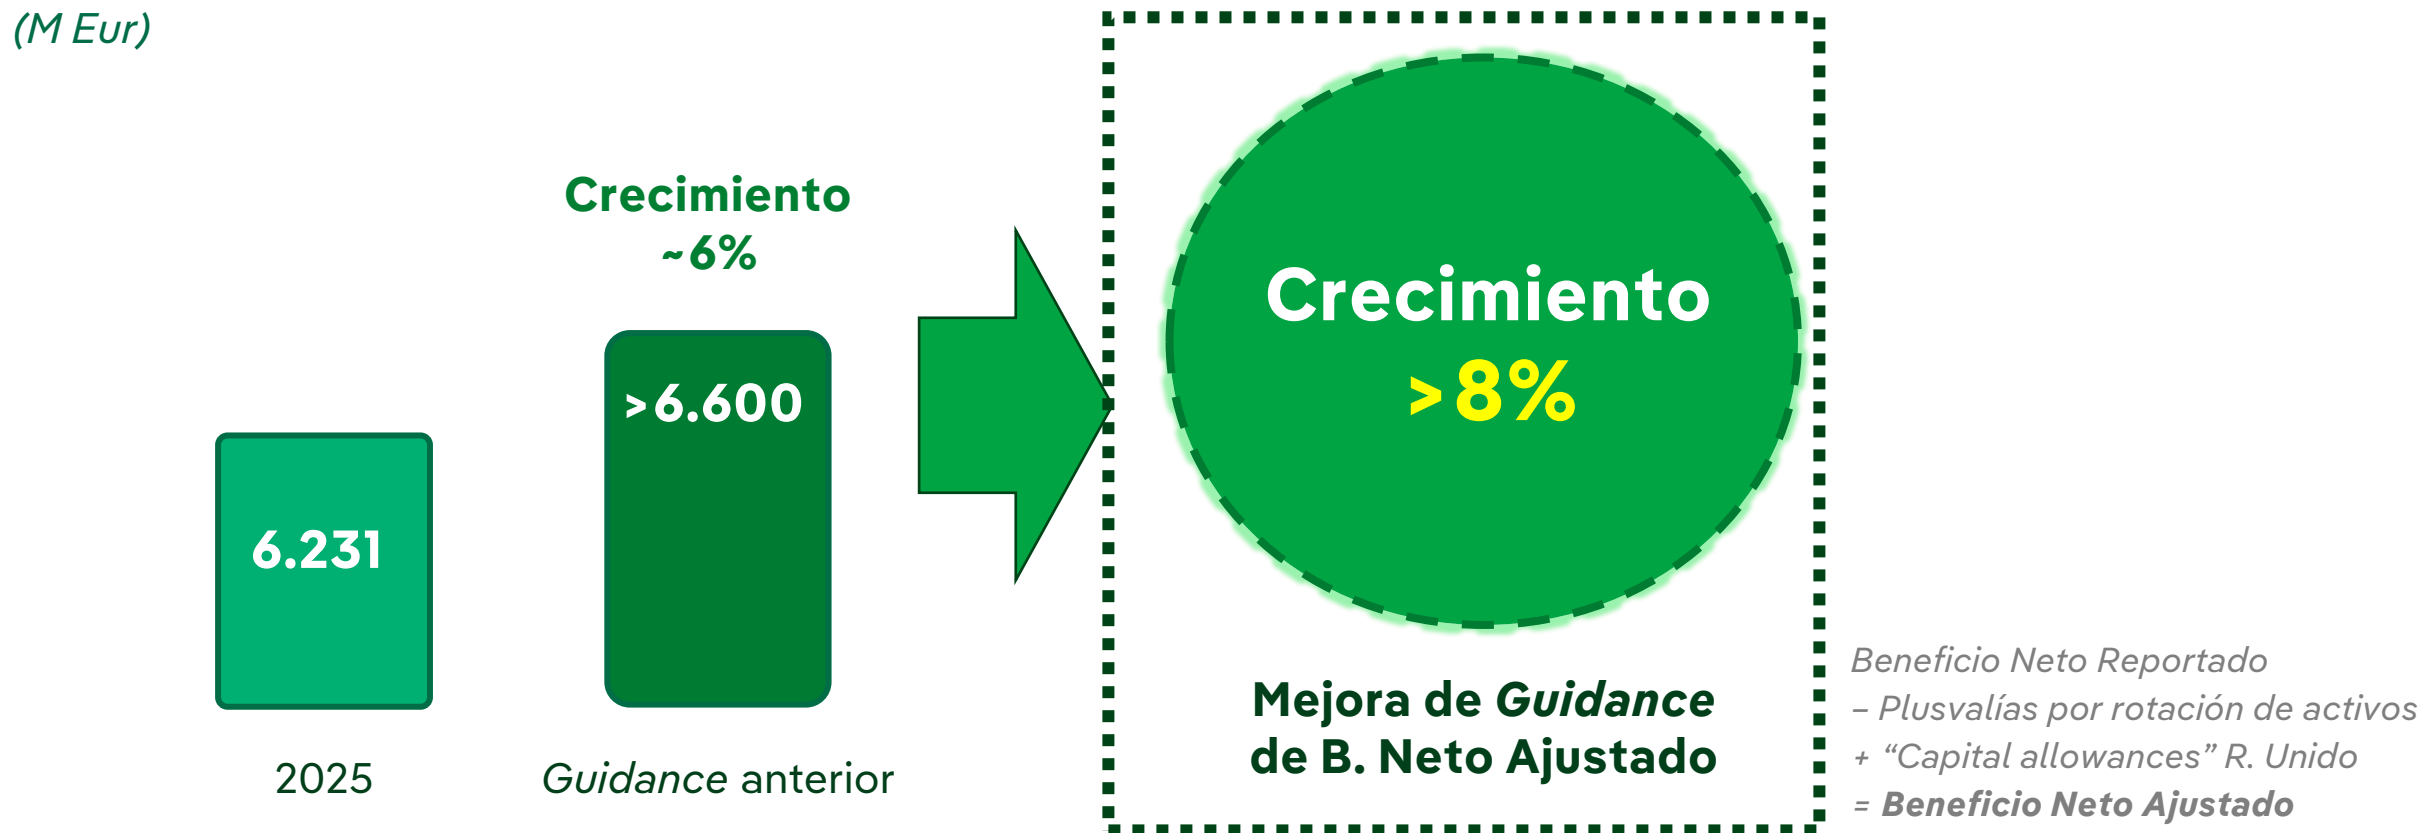 (M Eur)
Crecimiento
~6%
>6.600
6.231
2025
Guidance anterior
Crecimiento
>8%
Mejora de Guidance
de B. Neto Ajustado
Beneficio Neto Reportado
– Plusvalías por rotación de activos
+ “Capital allowances” R. Unido
= Beneficio Neto Ajustado